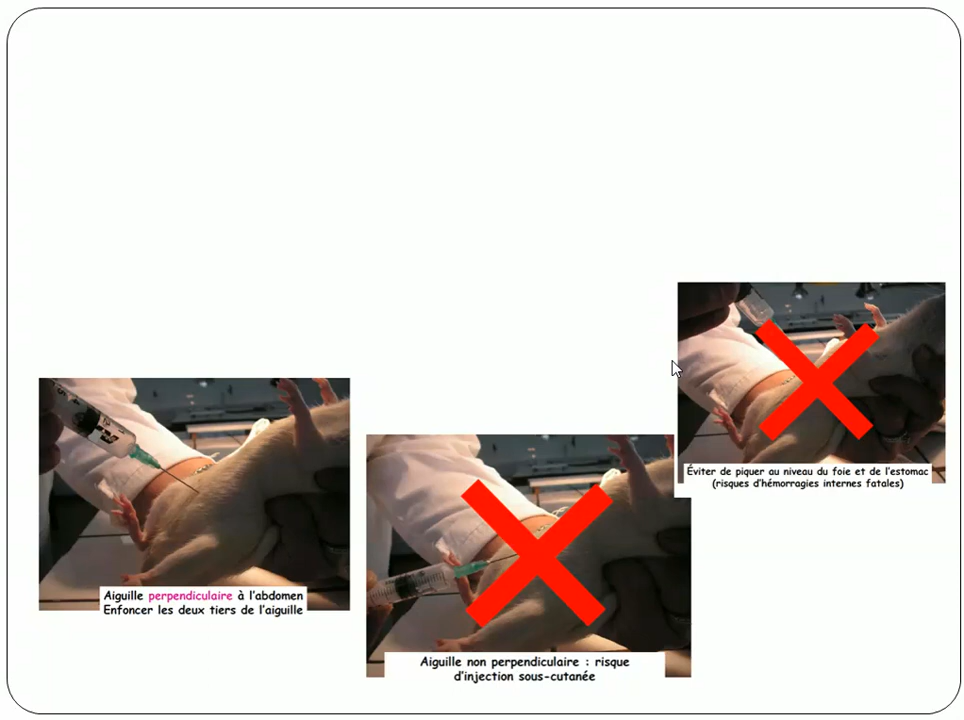 Aiguille perpendiculaire à l'abdomen
Enfoncer les deux tiers de l'aiguille
Aiguille non perpendiculaire : risque
d'injection sous-cutanée
Éviter de piquer au niveau du foie et de l'estomac
(risques d'hémorragies internes fatales)